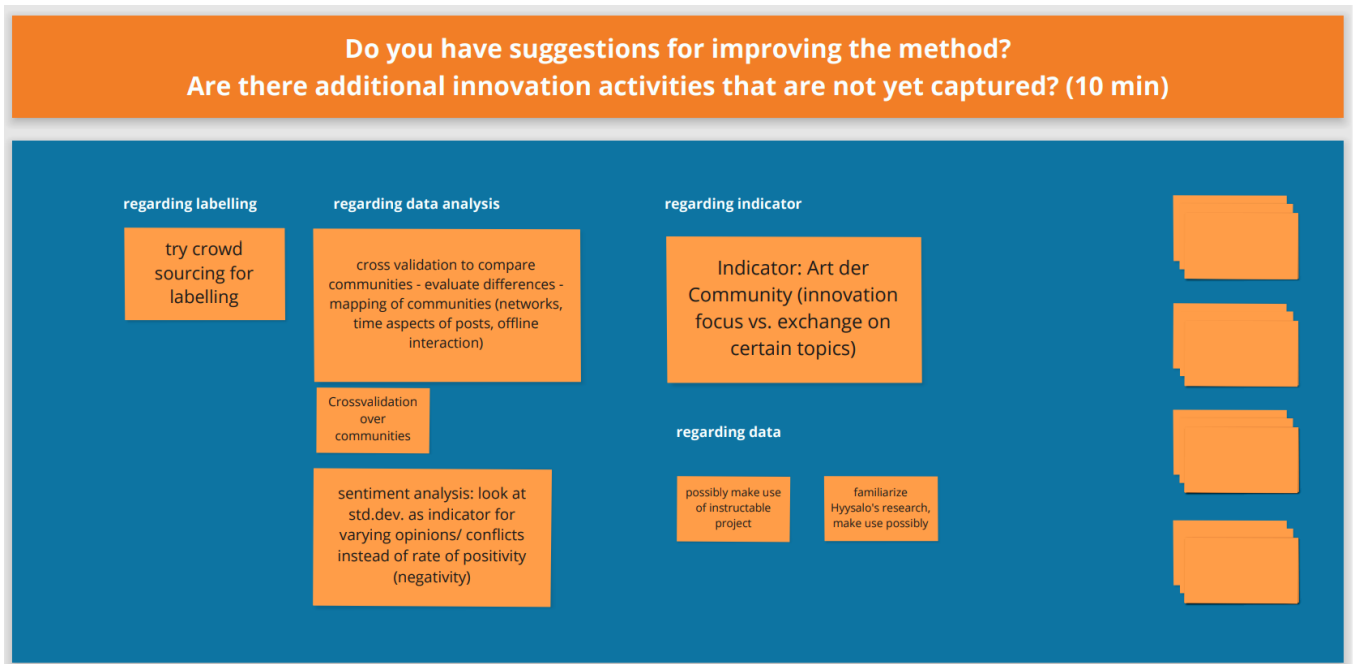 Do you have suggestions for improving the method?
Are there additional innovation activities that are not yet captured? (10 min)
regarding labelling
try crowd
sourcing for
labelling
regarding data analysis
cross validation to compare
communities - evaluate differences -
mapping of communities (networks,
time aspects of posts, offline
interaction)
Crossvalidation
over
communities
sentiment analysis: look at
std.dev. as indicator for
varying opinions/ conflicts
instead of rate of positivity
(negativity)
regarding indicator
Indicator: Art der
Community (innovation
focus vs. exchange on
certain topics)
regarding data
possibly make use
of instructable
project
familiarize
Hyysalo's research,
make use possibly